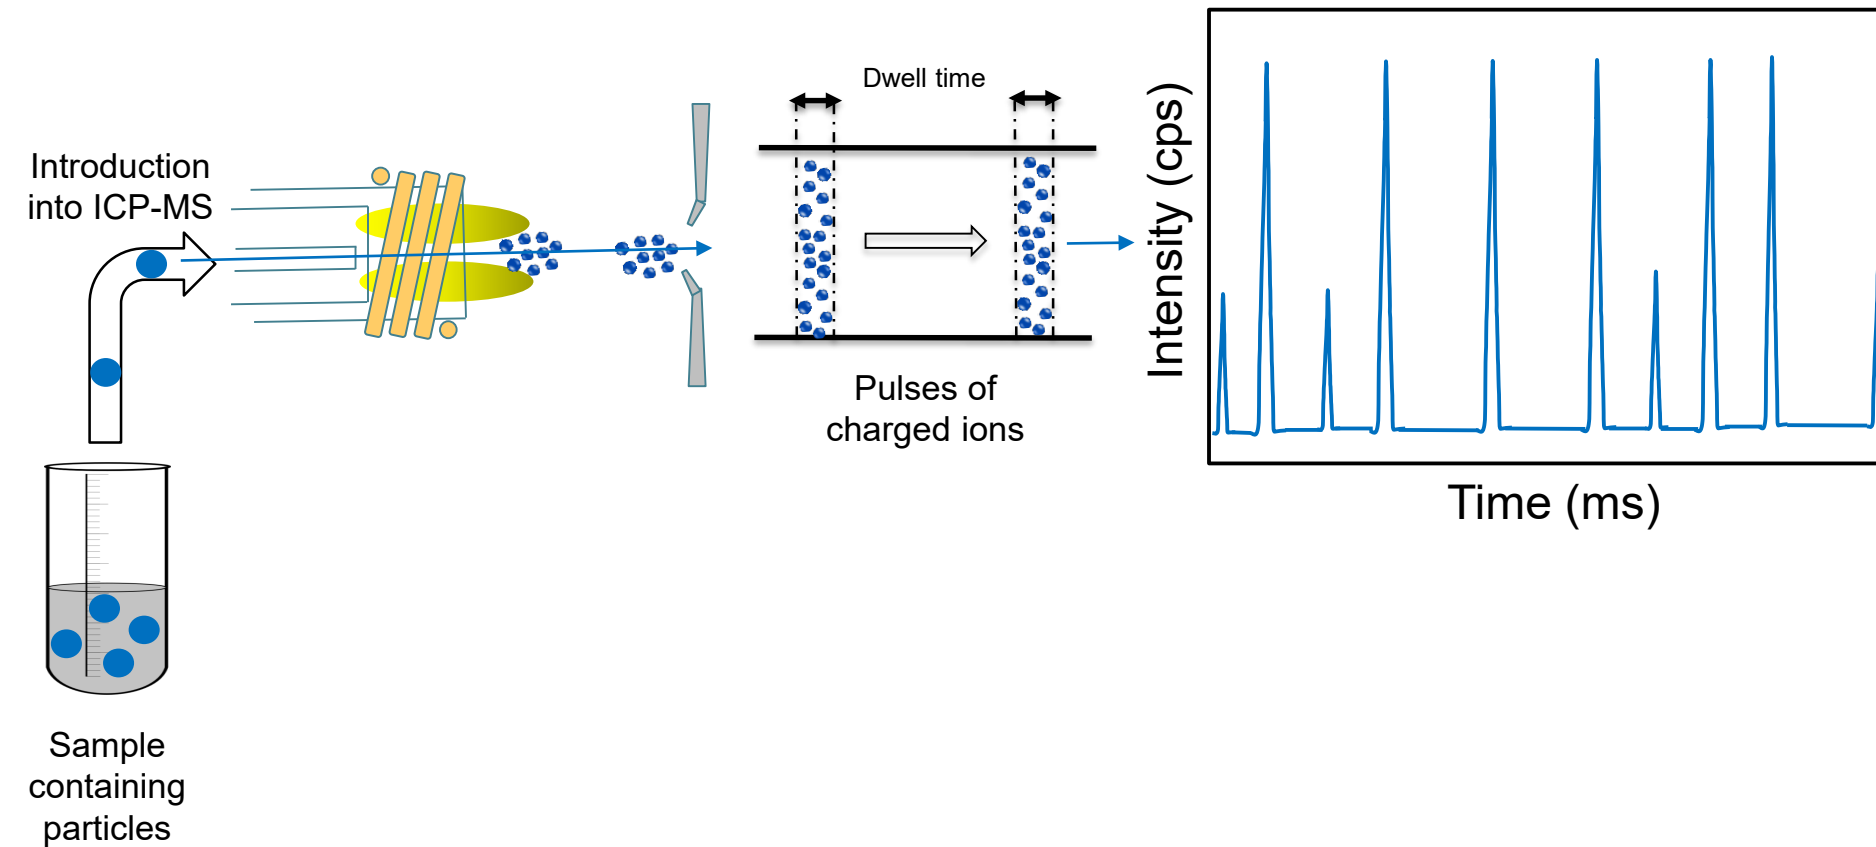 Introduction
into ICP-MS
Sample
containing
particles
Dwell time
Pulses of
charged ions
Intensity (cps)
Time (ms)